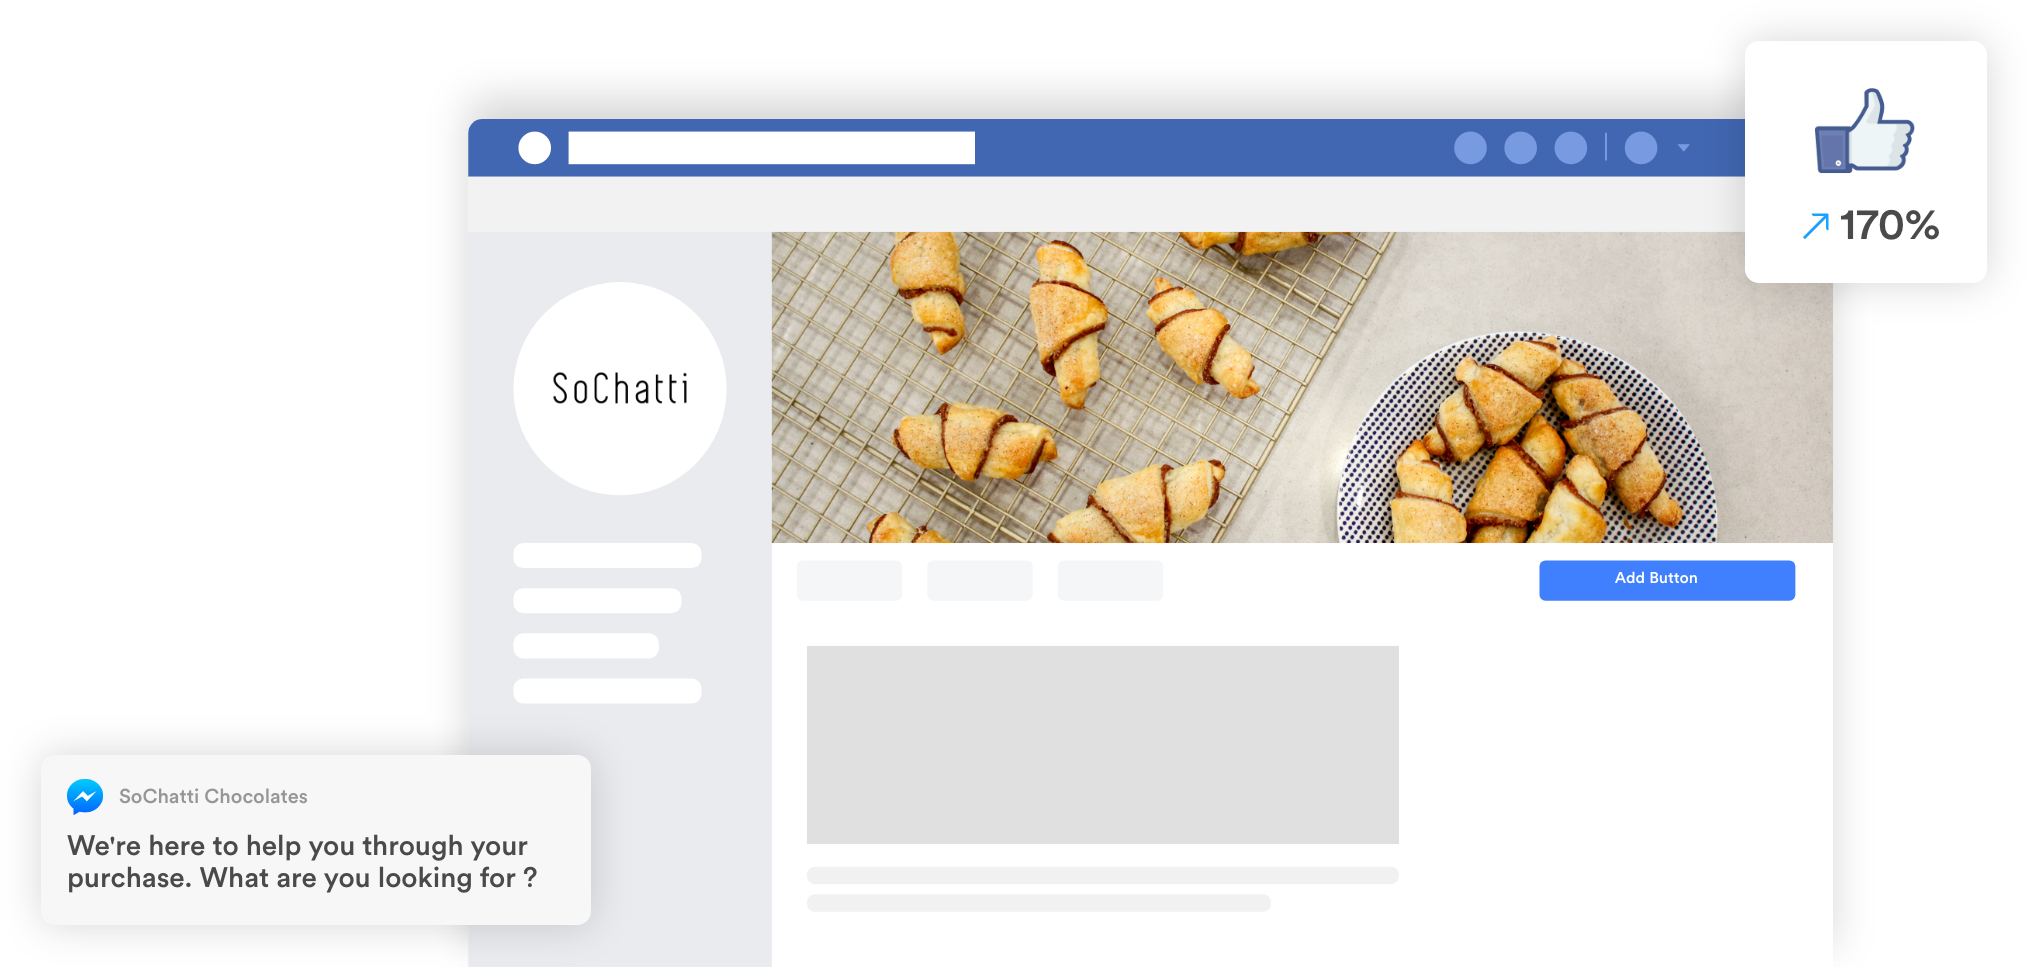 170%
SoChatti
Add Button
SoChatti Chocolates
We're here to help you through your
purchase. What are you looking for ?